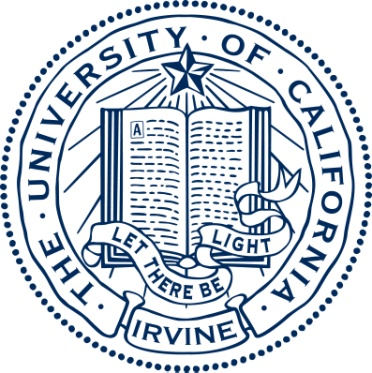 · THE · UNIVERSITY · OF · CALIFORNIA ·
A
LET THERE BE
LIGHT
IRVINE